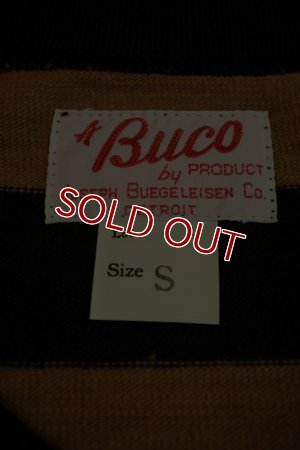 A Buco
by PRODUCT
BUEGELEISEN Co.
SOLD OUT
Size S